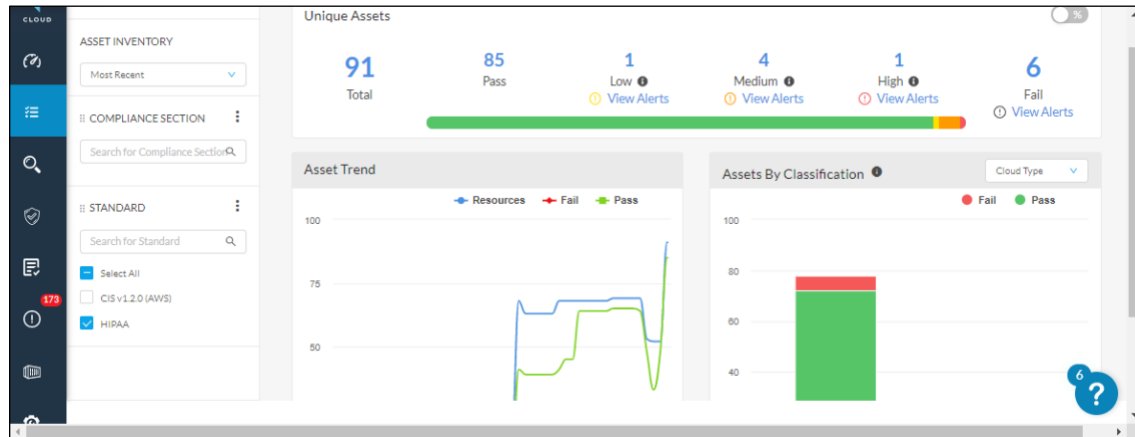 CLOUD
173
ASSET INVENTORY
Most Recent
COMPLIANCE SECTION
Search for Compliance Section
STANDARD
Search for Standard
Select All
CIS v1.2.0 (AWS)
HIPAA
Unique Assets
%
91
Total
85
Pass
1
Low
View Alerts
4
Medium
View Alerts
1
High
View Alerts
6
Fail
View Alerts
Asset Trend
Resources Fail Pass
100
75
50
Assets By Classification
Cloud Type
Fail Pass
100
80
60
40
6
?